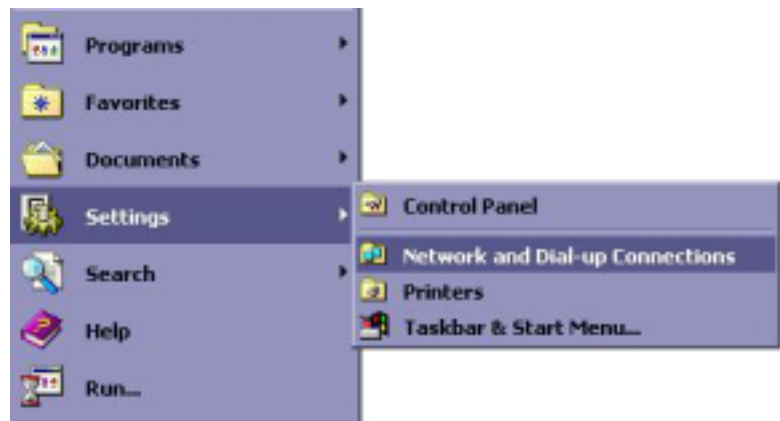 Programs
Favorites
Documents
Settings
Search
Help
Run...
Control Panel
Network and Dial-up Connections
Printers
Taskbar & Start Menu...